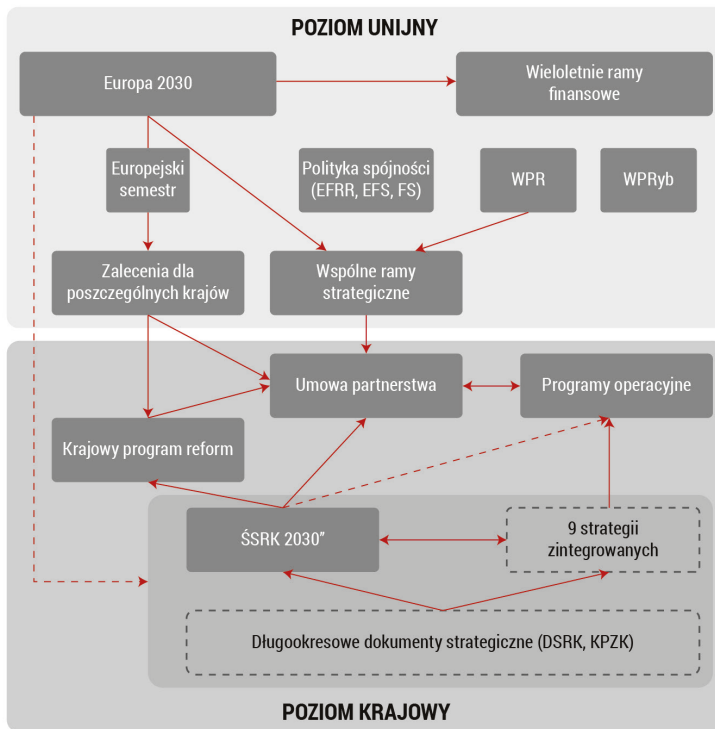 POZIOM UNIJNY
Europa 2030
Wieloletnie ramy
finansowe
Europejski
semestr
Polityka spójności
(EFRR, EFS, FS)
WPR
WPRyb
Zalecenia dla
poszczególnych krajów
Wspólne ramy
strategiczne
Umowa partnerstwa
Programy operacyjne
Krajowy program reform
ŚSRK 2030”
9 strategii
zintegrowanych
Długookresowe dokumenty strategiczne (DSRK, KPZK)
POZIOM KRAJOWY